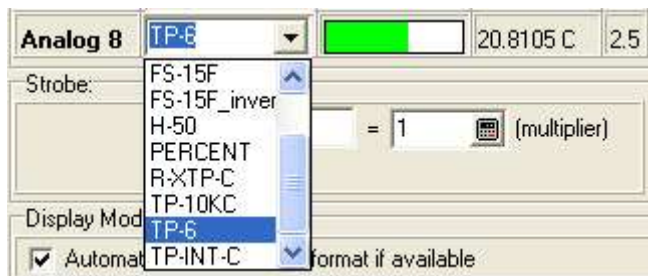 Analog 8 TP-6 20.8105 C 2.5
Strobe:
FS-15F
FS-15F_inver
H-50 = 1 (multiplier)
PERCENT
R-XTP-C
TP-10KC
Display Mod
TP-6
Automat TP-INT-C format if available